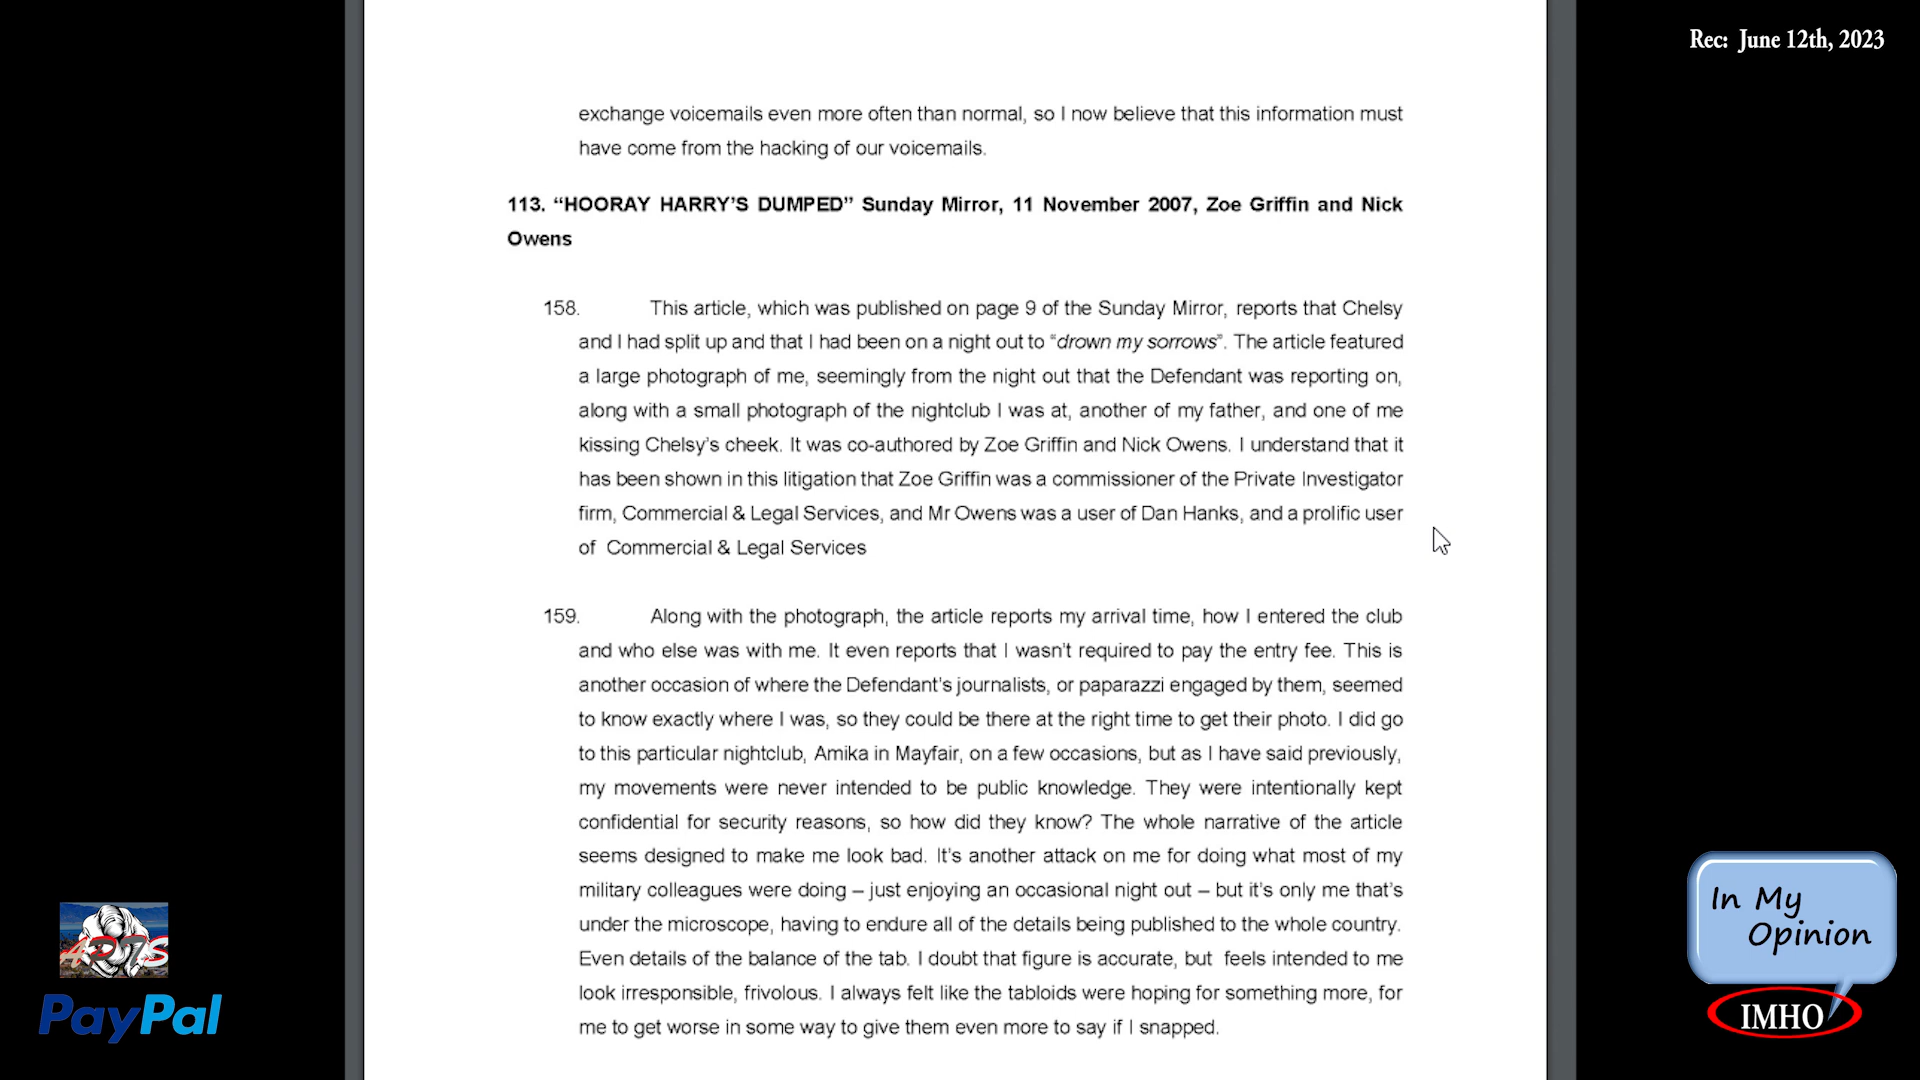 Rec: June 12th, 2023
exchange voicemails even more often than normal, so I now believe that this information must
have come from the hacking of our voicemails.
113. “HOORAY HARRY’S DUMPED” Sunday Mirror, 11 November 2007, Zoe Griffin and Nick
Owens
158. This article, which was published on page 9 of the Sunday Mirror, reports that Chelsy
and I had split up and that I had been on a night out to “drown my sorrows”. The article featured
a large photograph of me, seemingly from the night out that the Defendant was reporting on,
along with a small photograph of the nightclub I was at, another of my father, and one of me
kissing Chelsy’s cheek. It was co-authored by Zoe Griffin and Nick Owens. I understand that it
has been shown in this litigation that Zoe Griffin was a commissioner of the Private Investigator
firm, Commercial & Legal Services, and Mr Owens was a user of Dan Hanks, and a prolific user
of Commercial & Legal Services
159. Along with the photograph, the article reports my arrival time, how I entered the club
and who else was with me. It even reports that I wasn’t required to pay the entry fee. This is
another occasion of where the Defendant’s journalists, or paparazzi engaged by them, seemed
to know exactly where I was, so they could be there at the right time to get their photo. I did go
to this particular nightclub, Amika in Mayfair, on a few occasions, but as I have said previously,
my movements were never intended to be public knowledge. They were intentionally kept
confidential for security reasons, so how did they know? The whole narrative of the article
seems designed to make me look bad. It’s another attack on me for doing what most of my
military colleagues were doing – just enjoying an occasional night out – but it’s only me that’s
under the microscope, having to endure all of the details being published to the whole country.
Even details of the balance of the tab. I doubt that figure is accurate, but feels intended to me
look irresponsible, frivolous. I always felt like the tabloids were hoping for something more, for
me to get worse in some way to give them even more to say if I snapped.
PayPal
In My
Opinion
IMHO